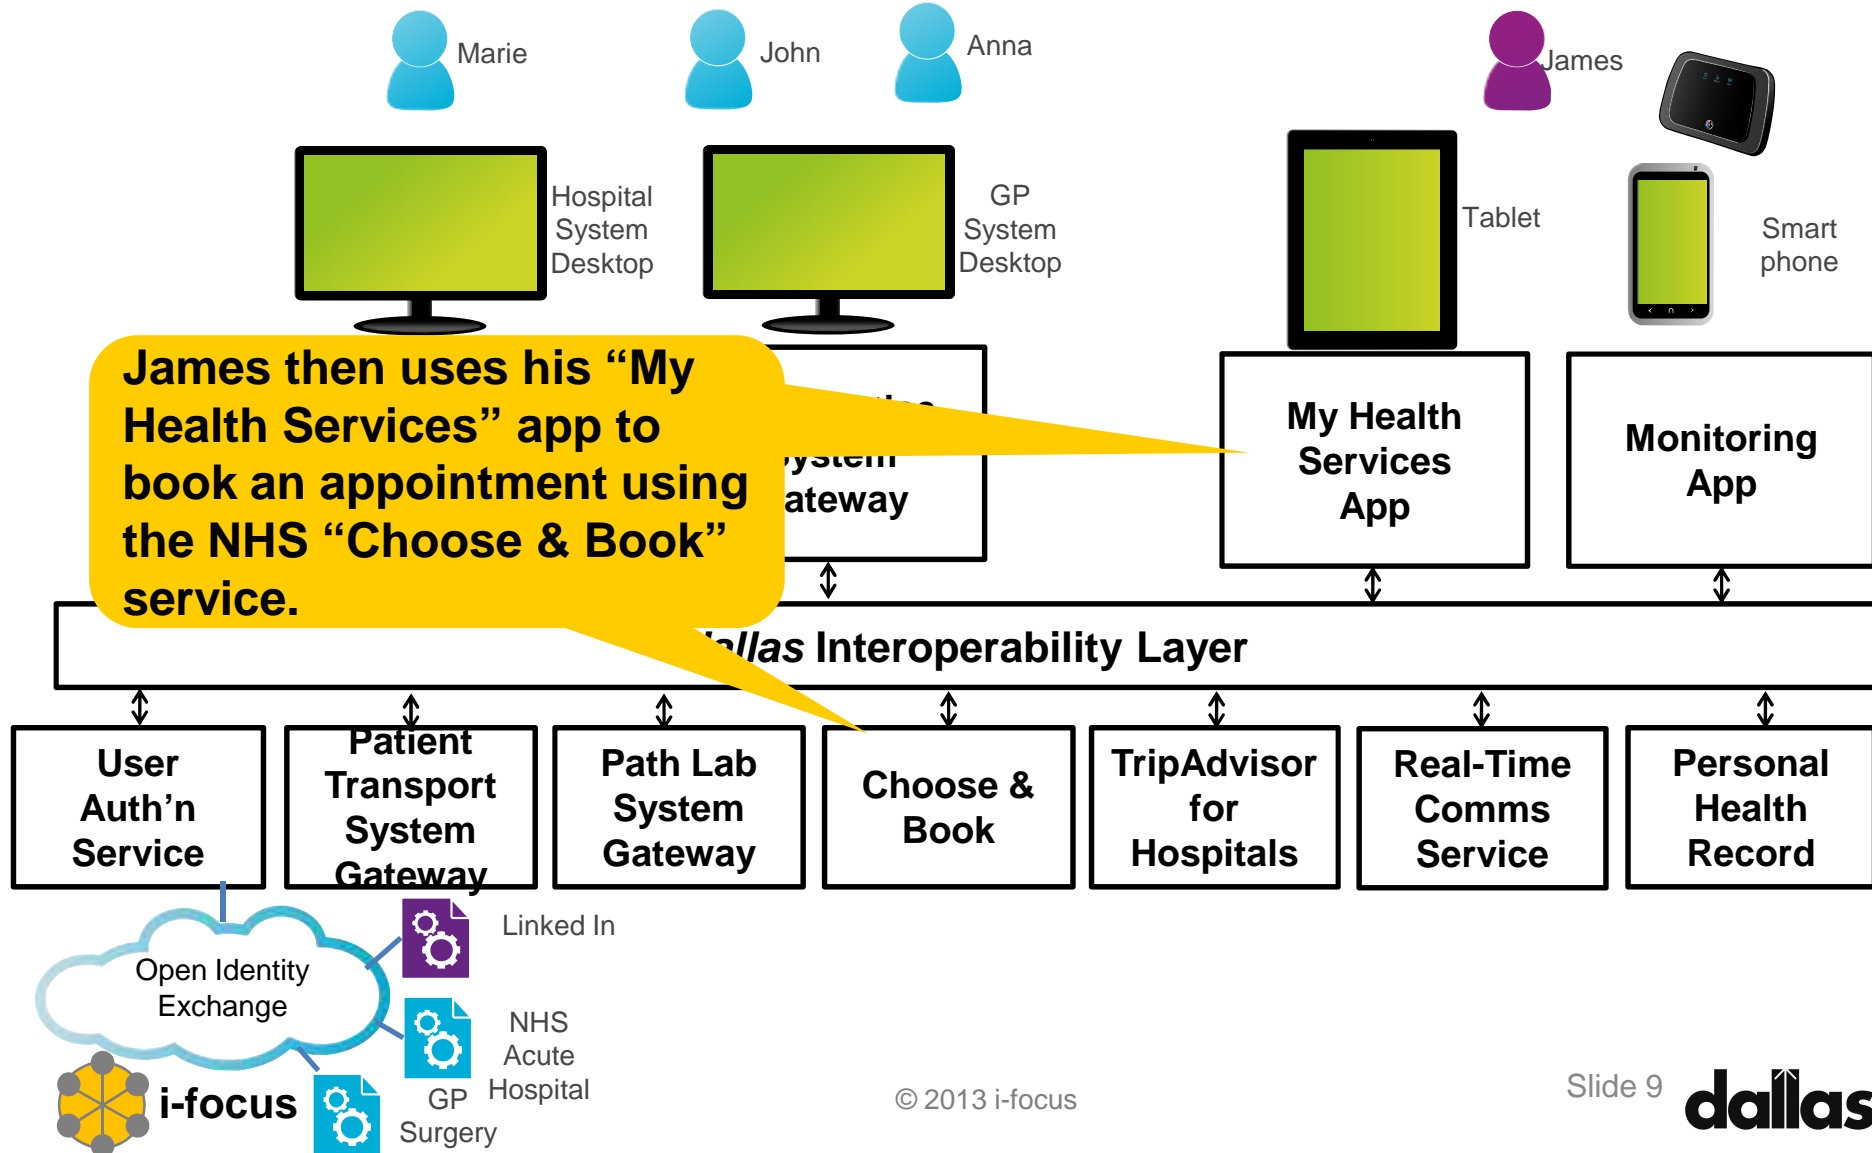 Marie
John
Anna
James
Hospital
System
Desktop
GP
System
Desktop
Tablet
Smart
phone
James then uses his “My
Health Services” app to
book an appointment using
the NHS “Choose & Book”
service.
System
Gateway
My Health
Services
App
Monitoring
App
dallas Interoperability Layer
User
Auth’n
Service
Patient
Transport
System
Gateway
Path Lab
System
Gateway
Choose &
Book
TripAdvisor
for
Hospitals
Real-Time
Comms
Service
Personal
Health
Record
Open Identity
Exchange
Linked In
NHS
Acute
Hospital
GP
Surgery
i-focus
© 2013 i-focus
Slide 9
dallas